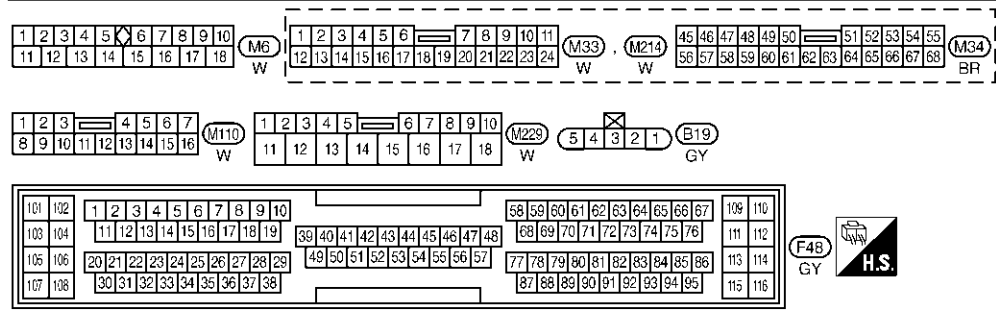 1 2 3 4 5 6 7 8 9 10
11 12 13 14 15 16 17 18
M6
W
1 2 3 4 5 6 7 8 9 10 11
12 13 14 15 16 17 18 19 20 21 22 23 24
M33
W
,
M214
W
45 46 47 48 49 50 51 52 53 54 55
56 57 58 59 60 61 62 63 64 65 66 67 68
M34
BR
1 2 3 4 5 6 7
8 9 10 11 12 13 14 15 16
M110
W
1 2 3 4 5 6 7 8 9 10
11 12 13 14 15 16 17 18
M229
W
5 4 3 2 1
B19
GY
101 102
103 104
105 106
107 108
1 2 3 4 5 6 7 8 9 10
11 12 13 14 15 16 17 18 19
20 21 22 23 24 25 26 27 28 29
30 31 32 33 34 35 36 37 38
39 40 41 42 43 44 45 46 47 48
49 50 51 52 53 54 55 56 57
58 59 60 61 62 63 64 65 66 67
68 69 70 71 72 73 74 75 76
77 78 79 80 81 82 83 84 85 86
87 88 89 90 91 92 93 94 95
109 110
111 112
113 114
115 116
F48
GY
H.S.